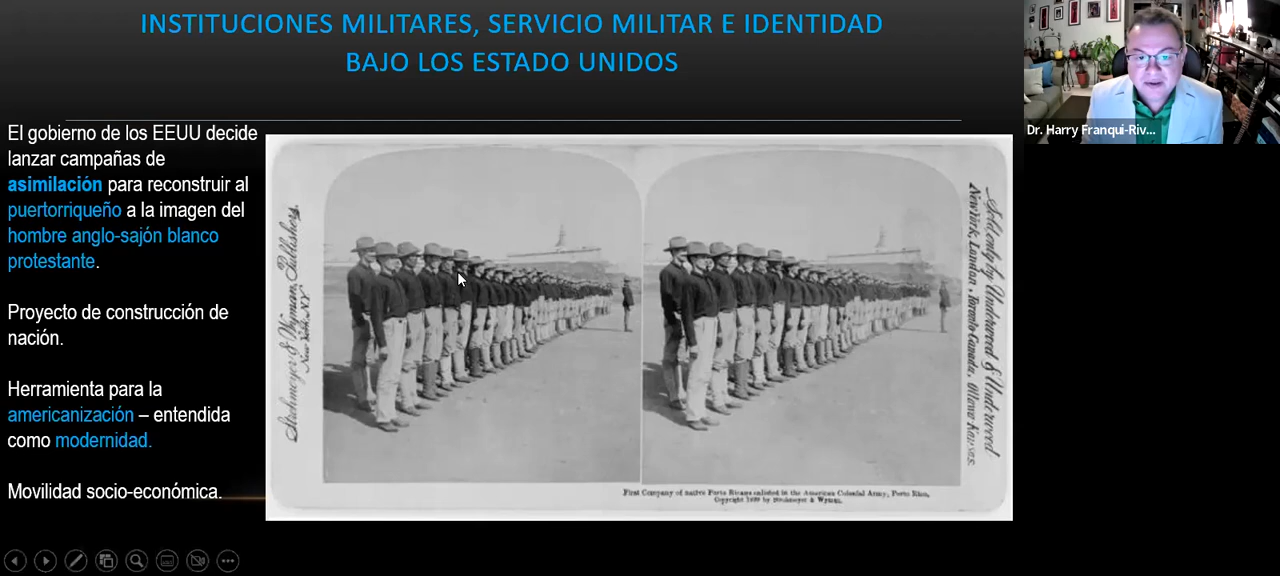 INSTITUCIONES MILITARES, SERVICIO MILITAR E IDENTIDAD
BAJO LOS ESTADO UNIDOS
Dr. Harry Franqui-Riv...
El gobierno de los EEUU decide
lanzar campañas de
asimilación para reconstruir al
puertorriqueño a la imagen del
hombre anglo-sajón blanco
protestante.
Proyecto de construcción de
nación.
Herramienta para la
americanización – entendida
como modernidad.
Movilidad socio-económica.
Strohmeyer & Wyman, Publishers,
New York, N.Y.
Sold only by Underwood & Underwood
New York, London, Toronto-Canada, Ottawa Kansas.
First Company of native Porto Ricans enlisted in the American Colonial Army, Porto Rico.
Copyright 1899 by Strohmeyer & Wyman.